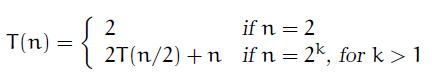 T(n) = { 2 if n = 2
2T(n/2) + n if n = 2^k, for k > 1